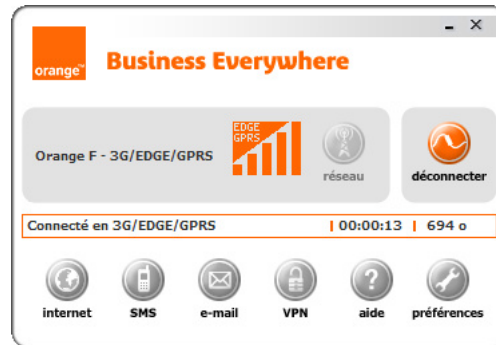 orange™
Business Everywhere
EDGE
GPRS
Orange F - 3G/EDGE/GPRS
réseau
déconnecter
Connecté en 3G/EDGE/GPRS | 00:00:13 | 694 o
internet SMS e-mail VPN aide préférences